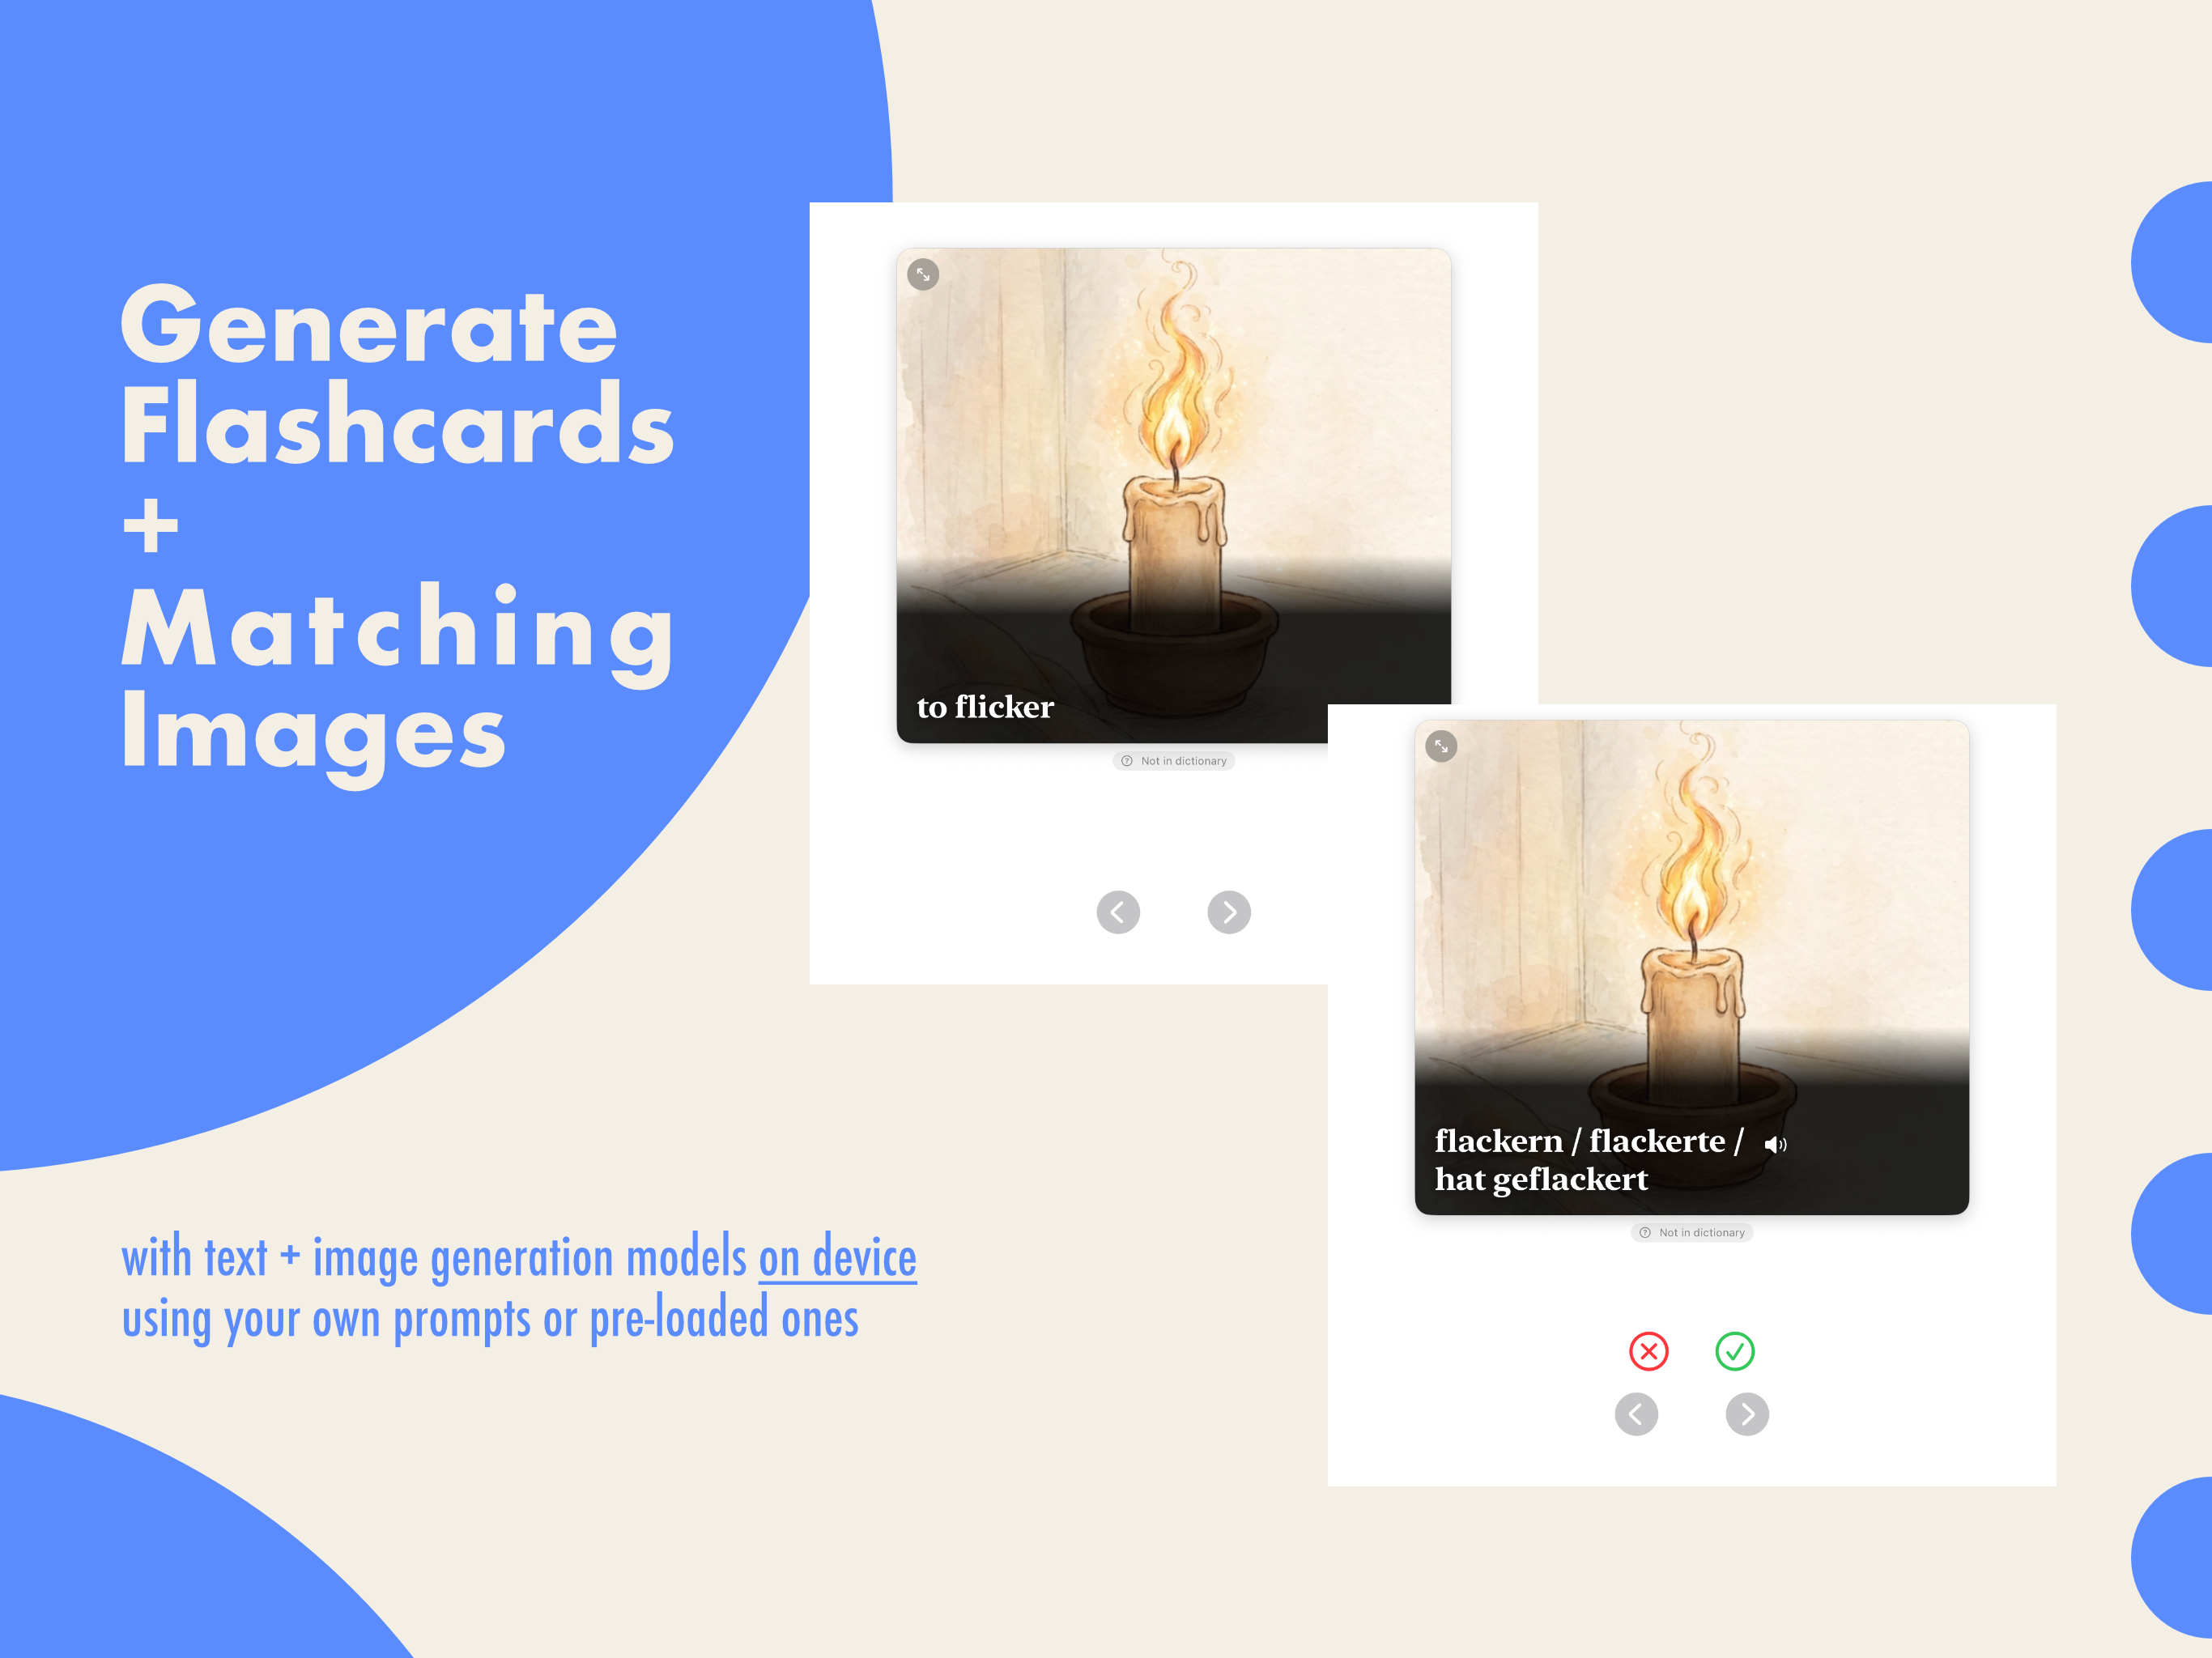 Generate
Flashcards
+
Matching
Images
with text + image generation models on device
using your own prompts or pre-loaded ones
to flicker
Not in dictionary
flackern / flackerte /
hat geflackert
Not in dictionary